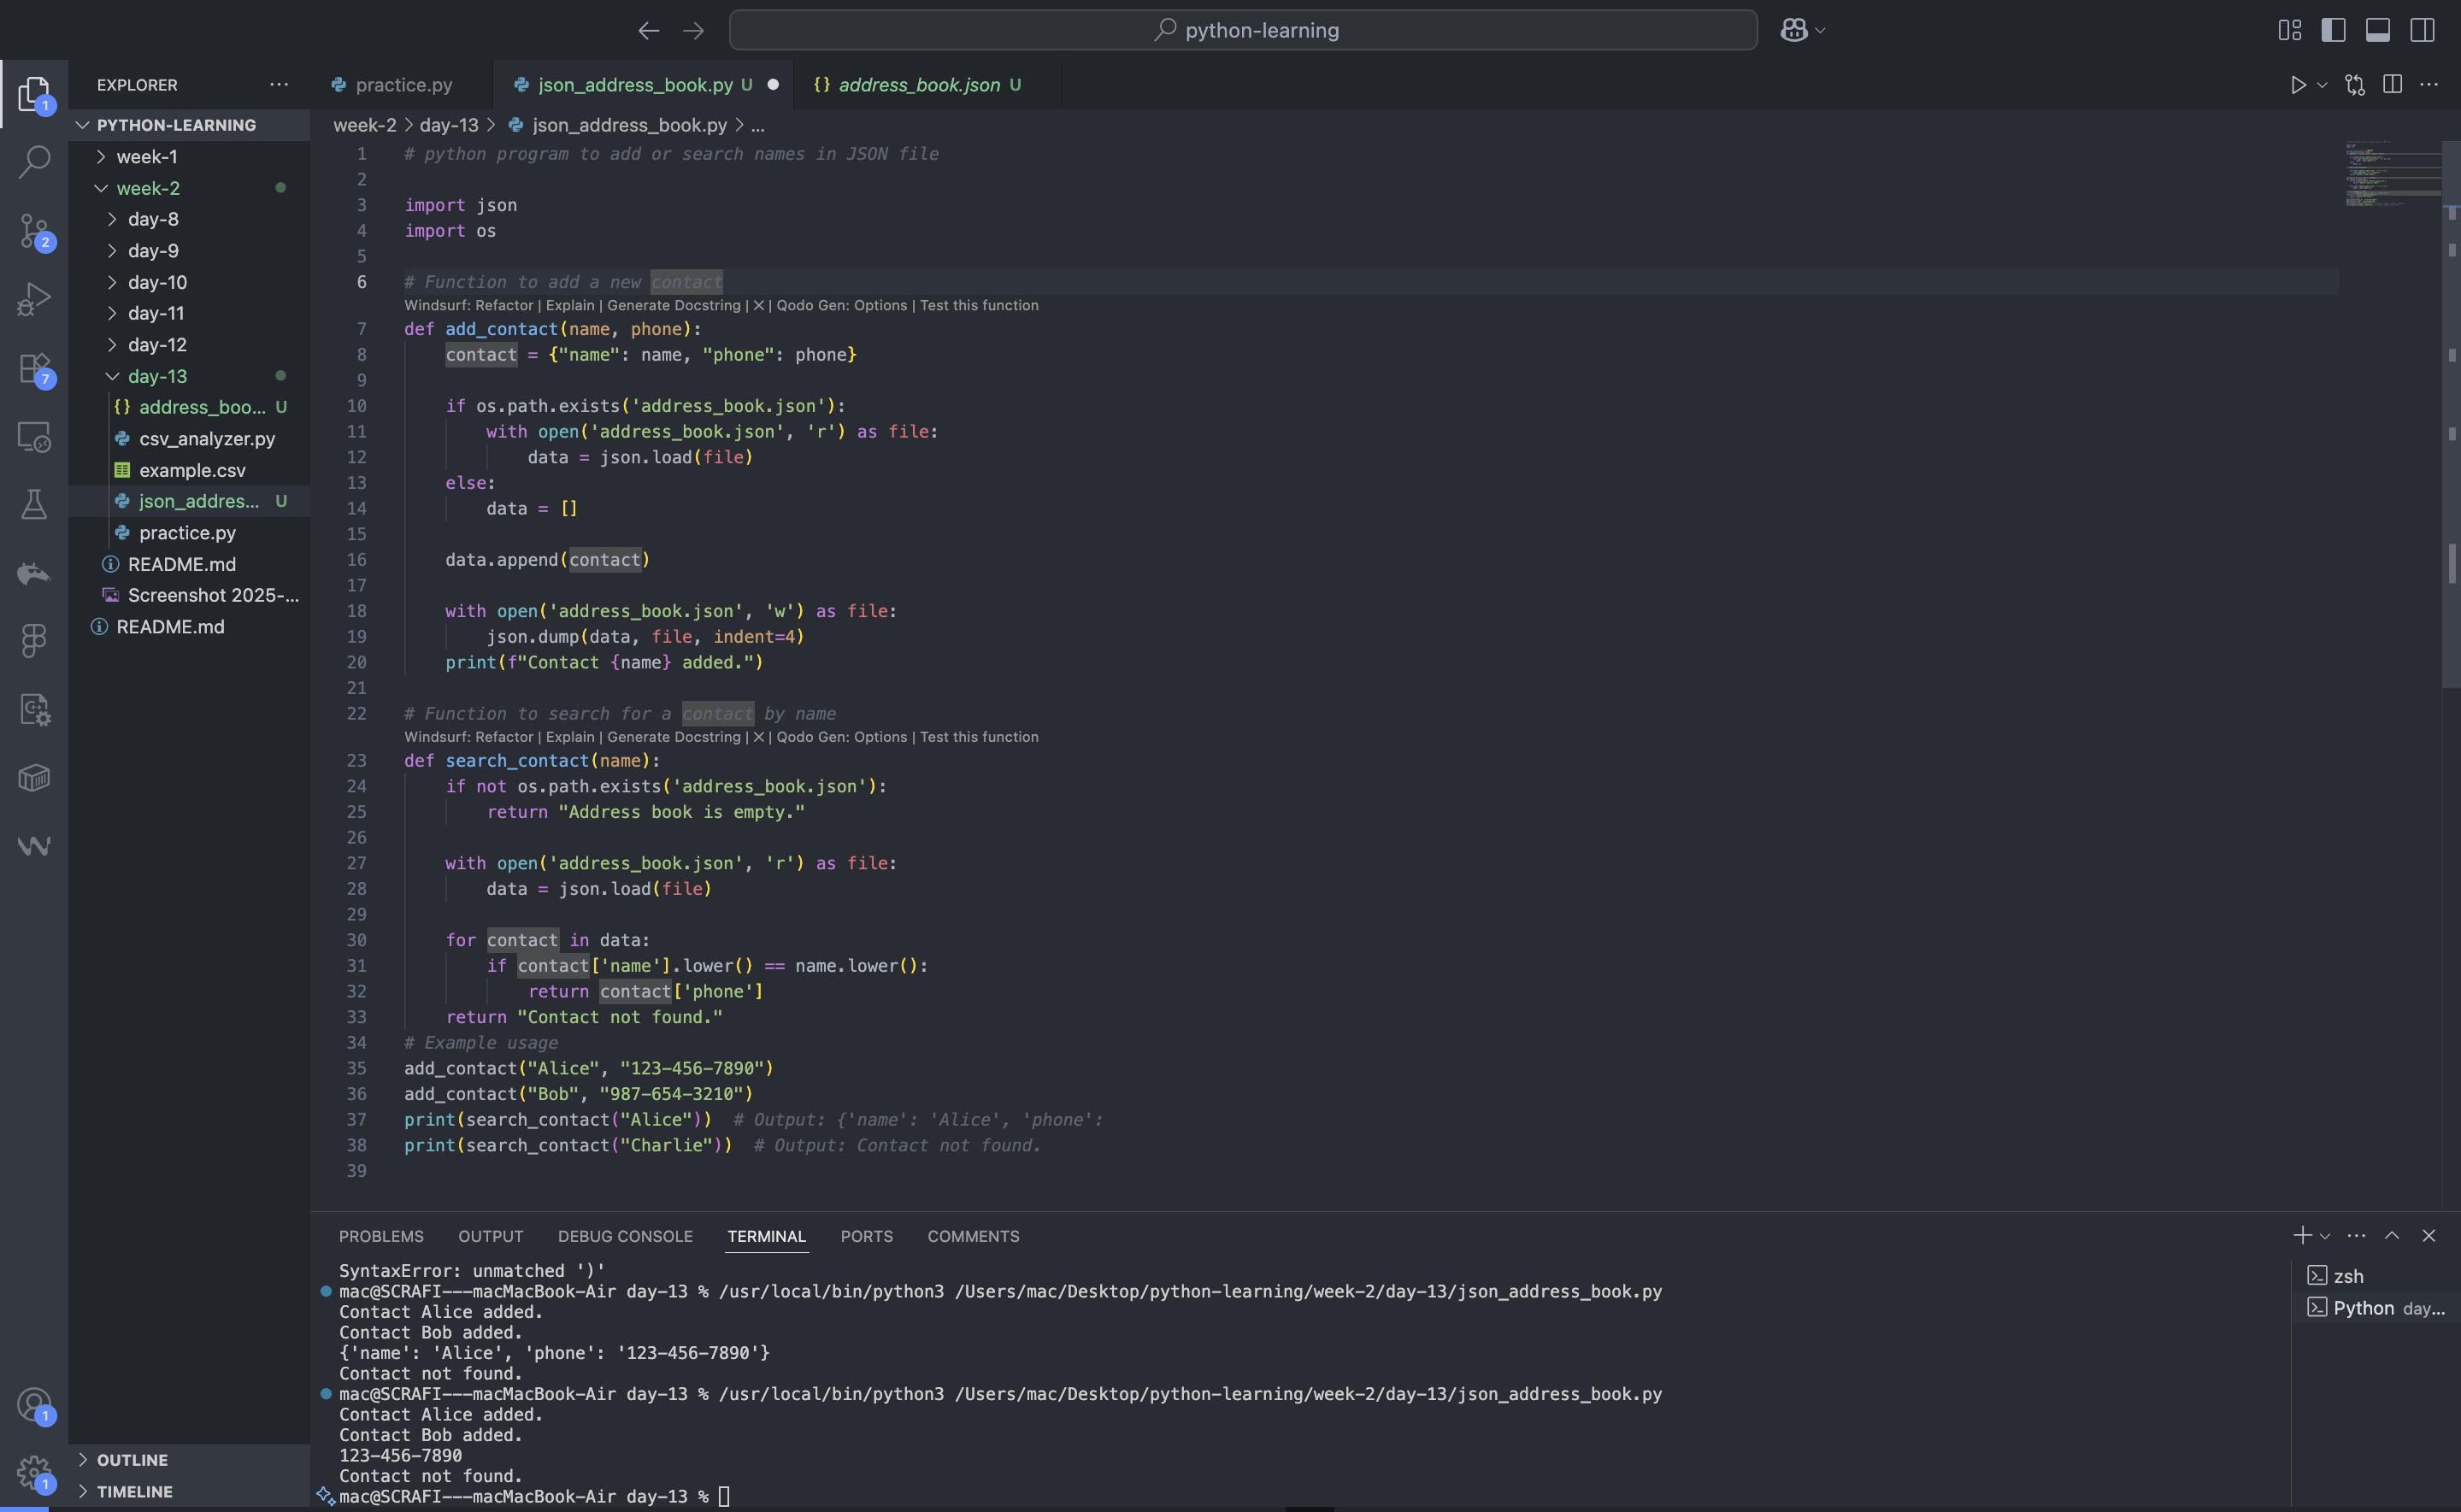 python-learning
EXPLORER
practice.py
json_address_book.py U
{} address_book.json U
PYTHON-LEARNING
week-2 > day-13 > json_address_book.py > ...
week-1
week-2
day-8
day-9
day-10
day-11
day-12
day-13
{} address_boo... U
csv_analyzer.py
example.csv
json_addres... U
practice.py
README.md
Screenshot 2025-...
README.md
OUTLINE
TIMELINE
1
2
7
1
1
1 # python program to add or search names in JSON file
2
3 import json
4 import os
5
6 # Function to add a new contact
Windsurf: Refactor | Explain | Generate Docstring | X | Qodo Gen: Options | Test this function
7 def add_contact(name, phone):
8     contact = {"name": name, "phone": phone}
9
10     if os.path.exists('address_book.json'):
11         with open('address_book.json', 'r') as file:
12             data = json.load(file)
13     else:
14         data = []
15
16     data.append(contact)
17
18     with open('address_book.json', 'w') as file:
19         json.dump(data, file, indent=4)
20     print(f"Contact {name} added.")
21
22 # Function to search for a contact by name
Windsurf: Refactor | Explain | Generate Docstring | X | Qodo Gen: Options | Test this function
23 def search_contact(name):
24     if not os.path.exists('address_book.json'):
25         return "Address book is empty."
26
27     with open('address_book.json', 'r') as file:
28         data = json.load(file)
29
30     for contact in data:
31         if contact['name'].lower() == name.lower():
32             return contact['phone']
33     return "Contact not found."
34 # Example usage
35 add_contact("Alice", "123-456-7890")
36 add_contact("Bob", "987-654-3210")
37 print(search_contact("Alice"))  # Output: {'name': 'Alice', 'phone':
38 print(search_contact("Charlie"))  # Output: Contact not found.
39
PROBLEMS OUTPUT DEBUG CONSOLE TERMINAL PORTS COMMENTS
SyntaxError: unmatched ')'
mac@SCRAFI---macMacBook-Air day-13 % /usr/local/bin/python3 /Users/mac/Desktop/python-learning/week-2/day-13/json_address_book.py
Contact Alice added.
Contact Bob added.
{'name': 'Alice', 'phone': '123-456-7890'}
Contact not found.
mac@SCRAFI---macMacBook-Air day-13 % /usr/local/bin/python3 /Users/mac/Desktop/python-learning/week-2/day-13/json_address_book.py
Contact Alice added.
Contact Bob added.
123-456-7890
Contact not found.
mac@SCRAFI---macMacBook-Air day-13 %
zsh
Python day...